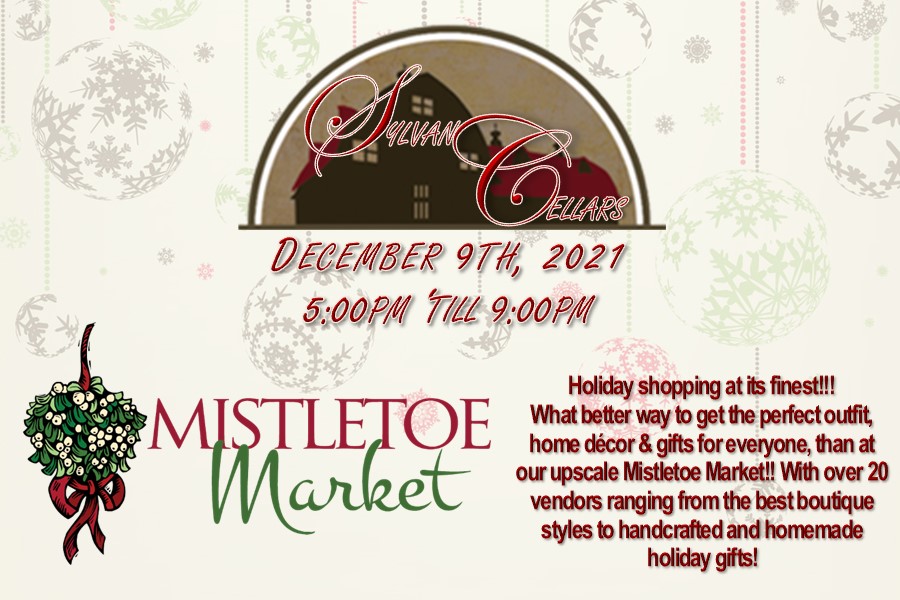 Sylvan
Cellars
December 9th, 2021
5:00pm 'till 9:00pm
MISTLETOE
Market
Holiday shopping at its finest!!!
What better way to get the perfect outfit,
home décor & gifts for everyone, than at
our upscale Mistletoe Market!! With over 20
vendors ranging from the best boutique
styles to handcrafted and homemade
holiday gifts!